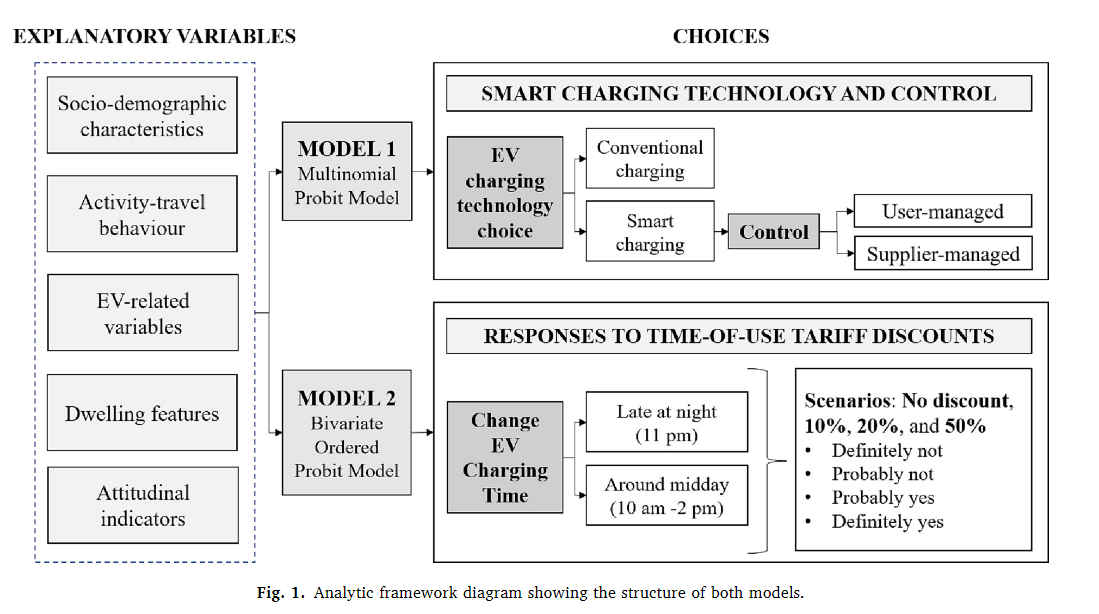 EXPLANATORY VARIABLES
CHOICES
Socio-demographic
characteristics
Activity-travel
behaviour
EV-related
variables
Dwelling features
Attitudinal
indicators
MODEL 1
Multinomial
Probit Model
MODEL 2
Bivariate
Ordered
Probit Model
SMART CHARGING TECHNOLOGY AND CONTROL
EV
charging
technology
choice
Conventional
charging
Smart
charging
Control
User-managed
Supplier-managed
RESPONSES TO TIME-OF-USE TARIFF DISCOUNTS
Change
EV
Charging
Time
Late at night
(11 pm)
Around midday
(10 am -2 pm)
Scenarios: No discount,
10%, 20%, and 50%
• Definitely not
• Probably not
• Probably yes
• Definitely yes
Fig. 1. Analytic framework diagram showing the structure of both models.